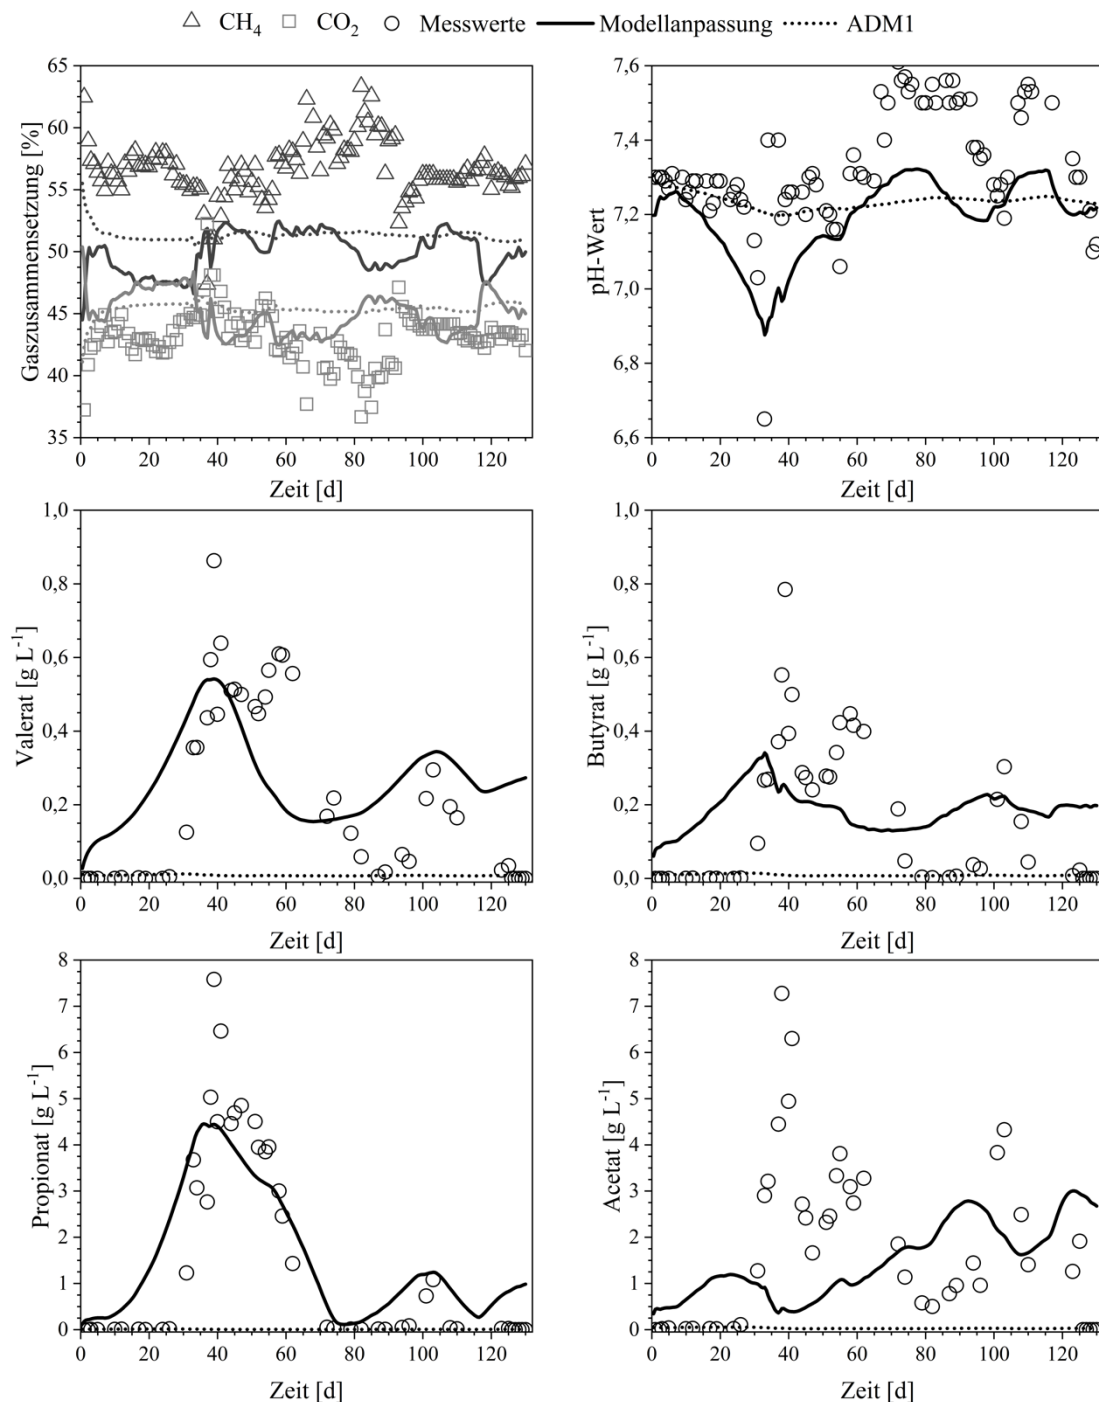 CH4 CO2 Messwerte Modellanpassung ADM1
65
60
55
50
45
40
35
Gaszusammensetzung [%]
0 20 40 60 80 100 120
Zeit [d]
7,6
7,4
7,2
7,0
6,8
6,6
pH-Wert
0 20 40 60 80 100 120
Zeit [d]
1,0
0,8
0,6
0,4
0,2
0,0
Valerat [g L-1]
0 20 40 60 80 100 120
Zeit [d]
1,0
0,8
0,6
0,4
0,2
0,0
Butyrat [g L-1]
0 20 40 60 80 100 120
Zeit [d]
8
7
6
5
4
3
2
1
0
Propionat [g L-1]
0 20 40 60 80 100 120
Zeit [d]
8
7
6
5
4
3
2
1
0
Acetat [g L-1]
0 20 40 60 80 100 120
Zeit [d]